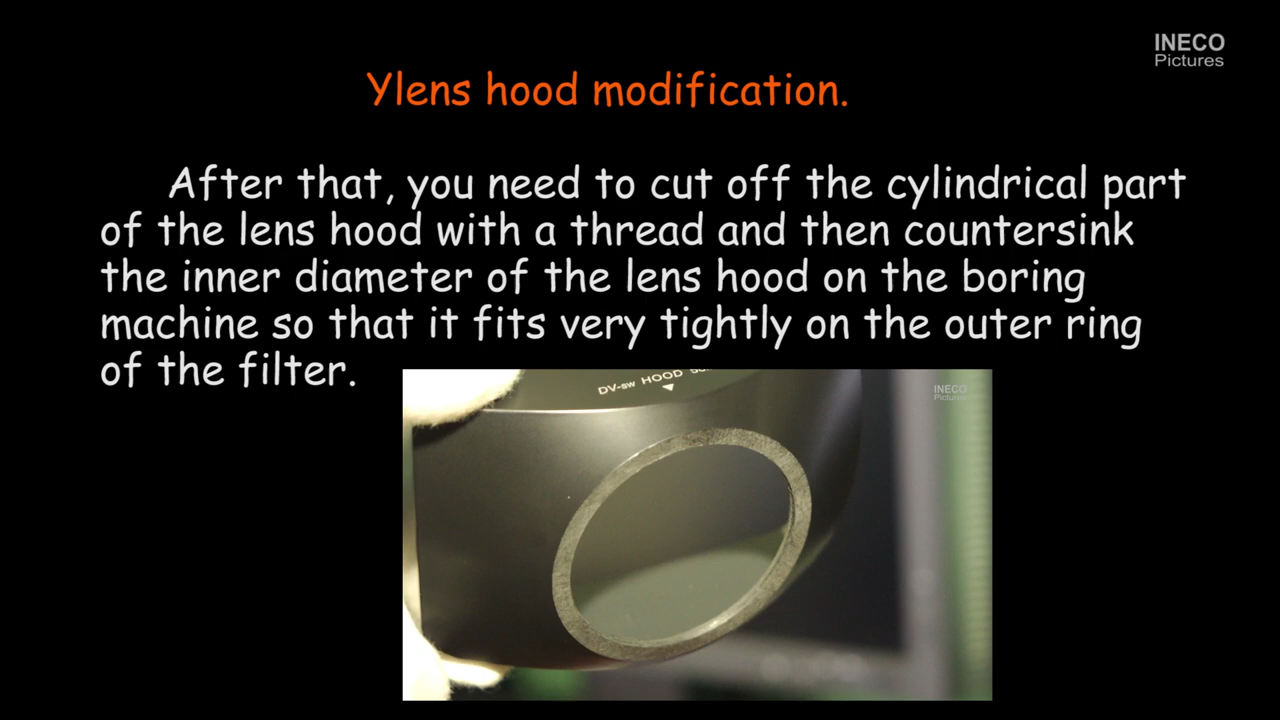 INECO
Pictures
Ylens hood modification.
After that, you need to cut off the cylindrical part
of the lens hood with a thread and then countersink
the inner diameter of the lens hood on the boring
machine so that it fits very tightly on the outer ring
of the filter.
DV-sw HOOD
INECO
Pictures